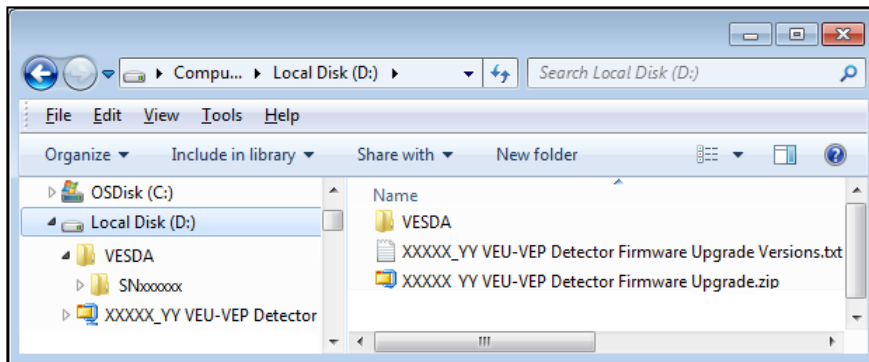 Compu... Local Disk (D:) Search Local Disk (D:)
File Edit View Tools Help
Organize Include in library Share with New folder
OSDisk (C:)
Local Disk (D:)
VESDA
SNxxxxxx
XXXXX_YY VEU-VEP Detector
Name
VESDA
XXXXX_YY VEU-VEP Detector Firmware Upgrade Versions.txt
XXXXX_YY VEU-VEP Detector Firmware Upgrade.zip